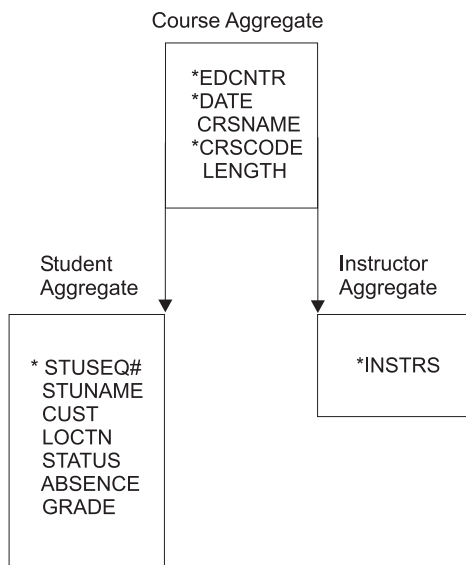 Course Aggregate
*EDCNTR
*DATE
CRSNAME
*CRSCODE
LENGTH
Student
Aggregate
* STUSEQ#
STUNAME
CUST
LOCTN
STATUS
ABSENCE
GRADE
Instructor
Aggregate
*INSTRS